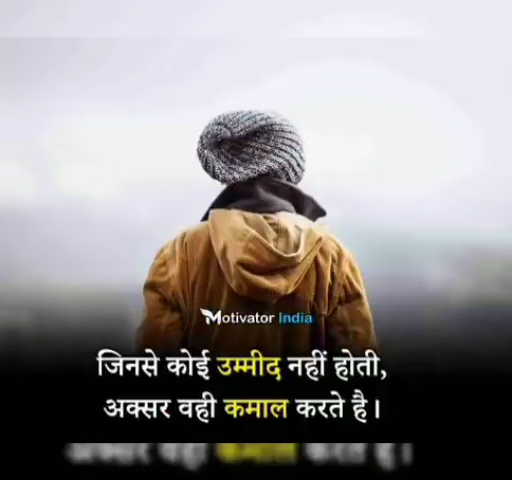 Motivator India
जिनसे कोई उम्मीद नहीं होती,
अक्सर वही कमाल करते है।